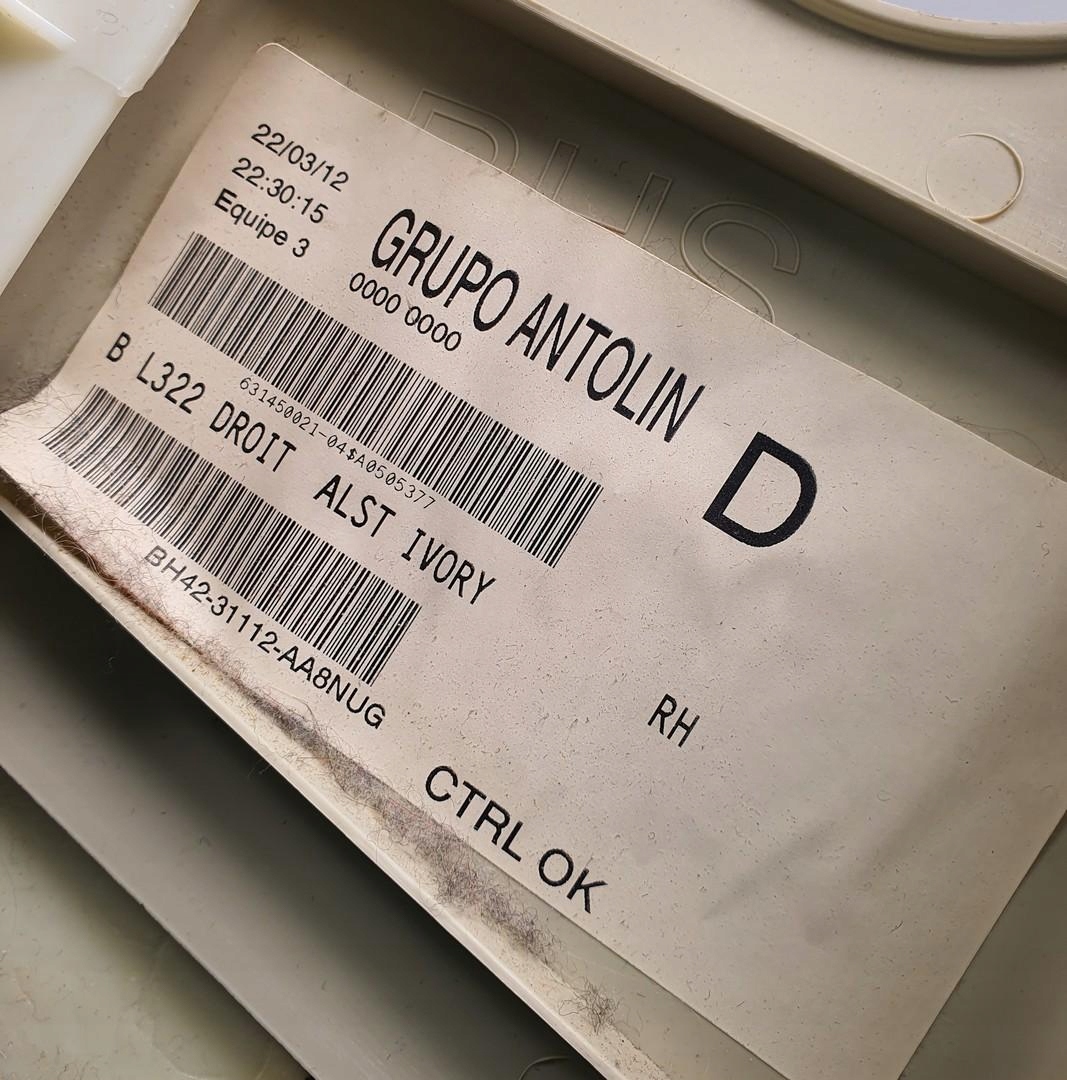 22/03/12
22:30:15
Equipe 3
GRUPO ANTOLIN
0000 0000
631450021-04$A0505377
D
B L322 DROIT ALST IVORY
BH42-31112-AA8NUG
RH
CTRL OK